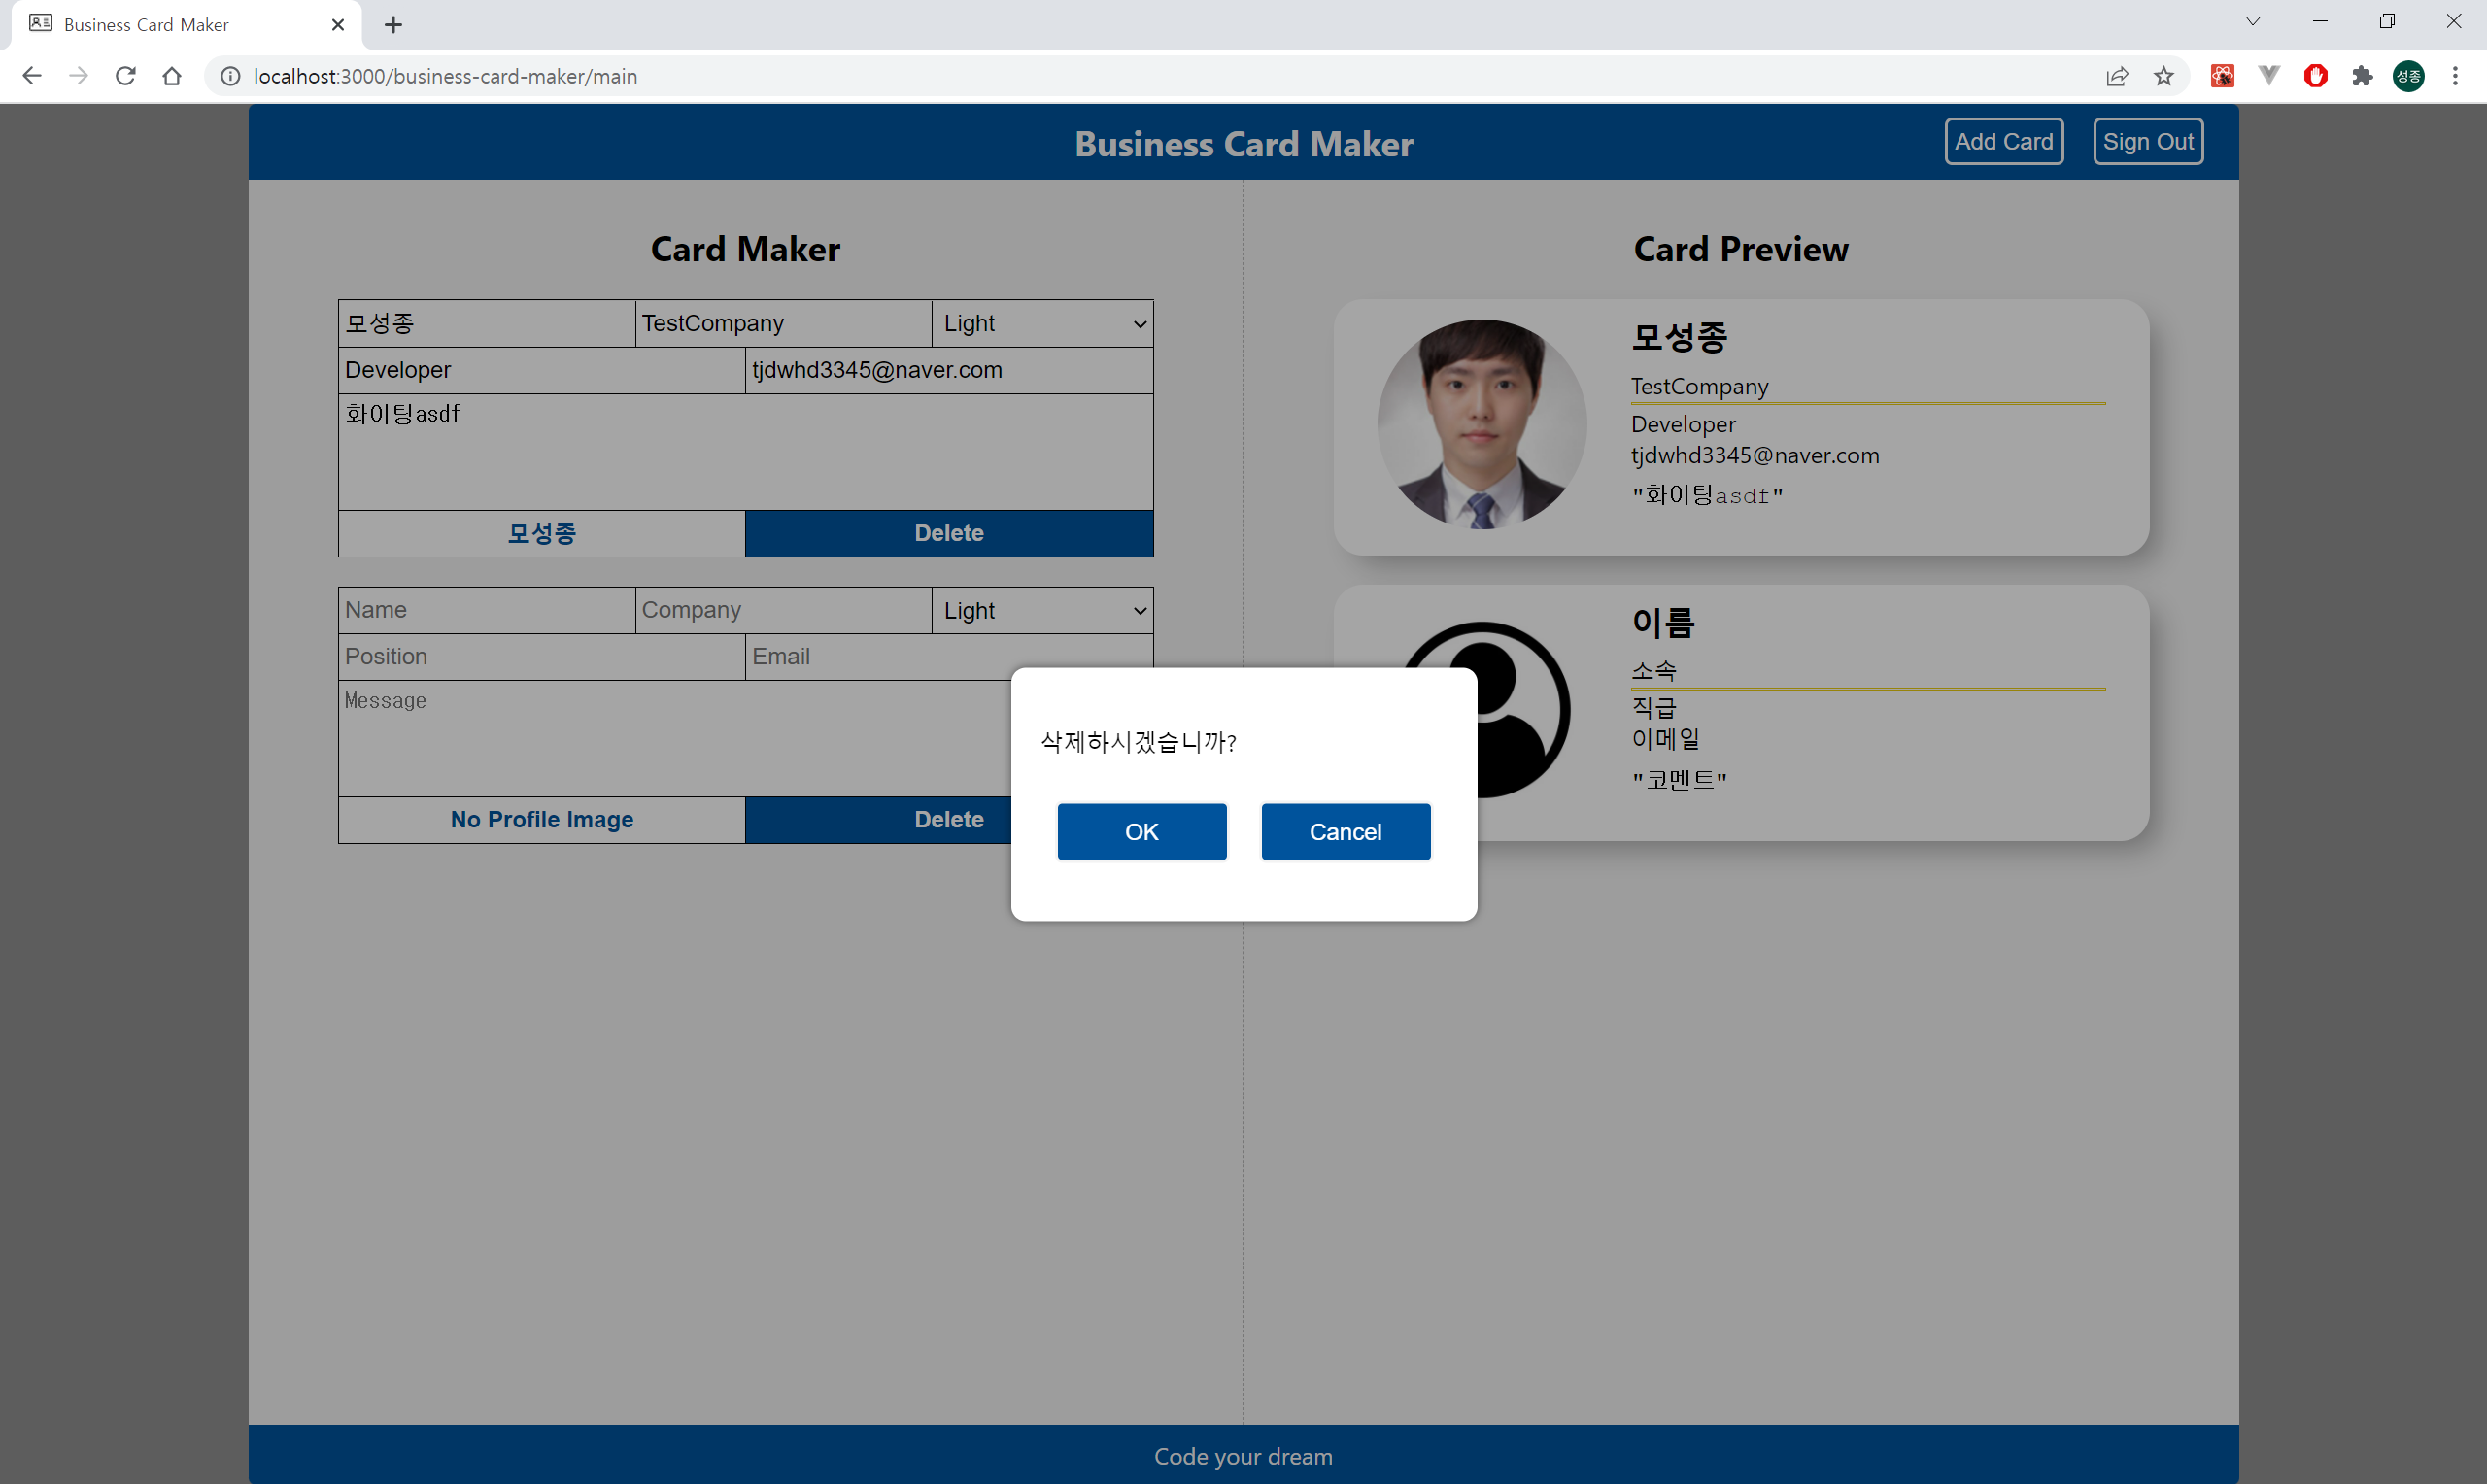 Business Card Maker
localhost:3000/business-card-maker/main
성종
Business Card Maker
Add Card
Sign Out
Card Maker
모성종
TestCompany
Light
Developer
tjdwhd3345@naver.com
화이팅asdf
모성종
Delete
Name
Company
Light
Position
Email
Message
No Profile Image
Delete
Card Preview
모성종
TestCompany
Developer
tjdwhd3345@naver.com
"화이팅asdf"
이름
소속
직급
이메일
"코멘트"
삭제하시겠습니까?
OK
Cancel
Code your dream